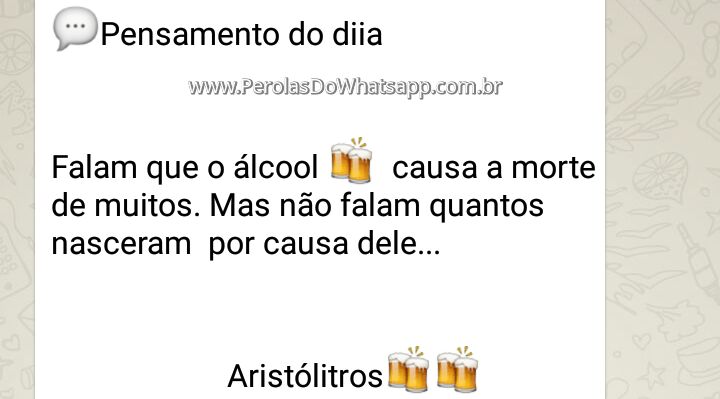 💬Pensamento do diia
www.PerolasDoWhatsapp.com.br
Falam que o álcool 🍻 causa a morte
de muitos. Mas não falam quantos
nasceram por causa dele...
Aristólitros🍻🍻